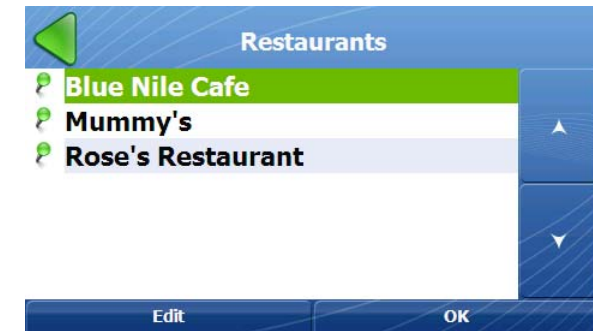 Restaurants
Blue Nile Cafe
Mummy's
Rose's Restaurant
Edit
OK